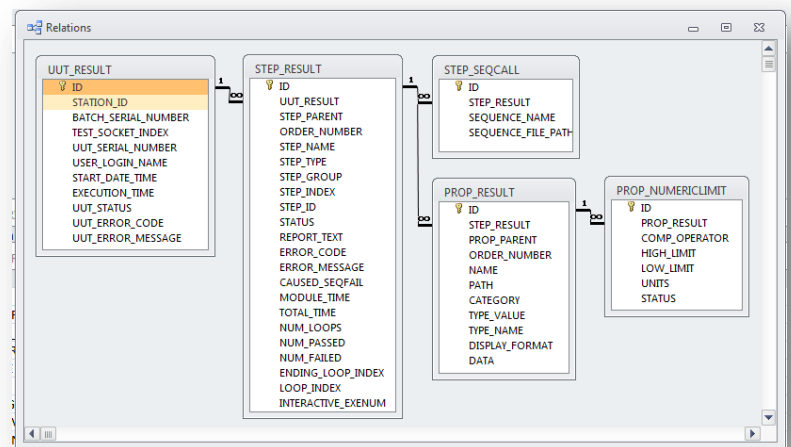 Relations
UUT_RESULT
ID
STATION_ID
BATCH_SERIAL_NUMBER
TEST_SOCKET_INDEX
UUT_SERIAL_NUMBER
USER_LOGIN_NAME
START_DATE_TIME
EXECUTION_TIME
UUT_STATUS
UUT_ERROR_CODE
UUT_ERROR_MESSAGE
1
∞
STEP_RESULT
ID
UUT_RESULT
STEP_PARENT
ORDER_NUMBER
STEP_NAME
STEP_TYPE
STEP_GROUP
STEP_INDEX
STEP_ID
STATUS
REPORT_TEXT
ERROR_CODE
ERROR_MESSAGE
CAUSED_SEQFAIL
MODULE_TIME
TOTAL_TIME
NUM_LOOPS
NUM_PASSED
NUM_FAILED
ENDING_LOOP_INDEX
LOOP_INDEX
INTERACTIVE_EXENUM
1
∞
∞
STEP_SEQCALL
ID
STEP_RESULT
SEQUENCE_NAME
SEQUENCE_FILE_PATH
PROP_RESULT
ID
STEP_RESULT
PROP_PARENT
ORDER_NUMBER
NAME
PATH
CATEGORY
TYPE_VALUE
TYPE_NAME
DISPLAY_FORMAT
DATA
1
∞
PROP_NUMERICLIMIT
ID
PROP_RESULT
COMP_OPERATOR
HIGH_LIMIT
LOW_LIMIT
UNITS
STATUS